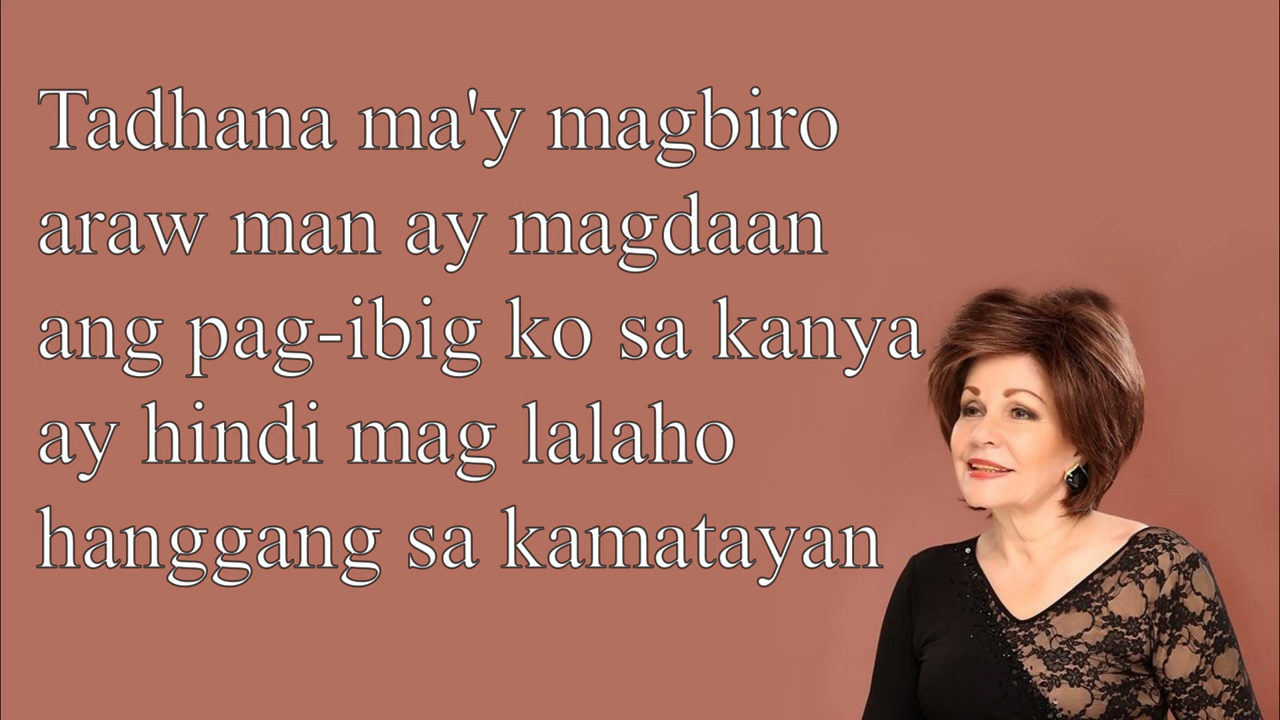 Tadhana ma'y magbiro
araw man ay magdaan
ang pag-ibig ko sa kanya
ay hindi mag lalaho
hanggang sa kamatayan